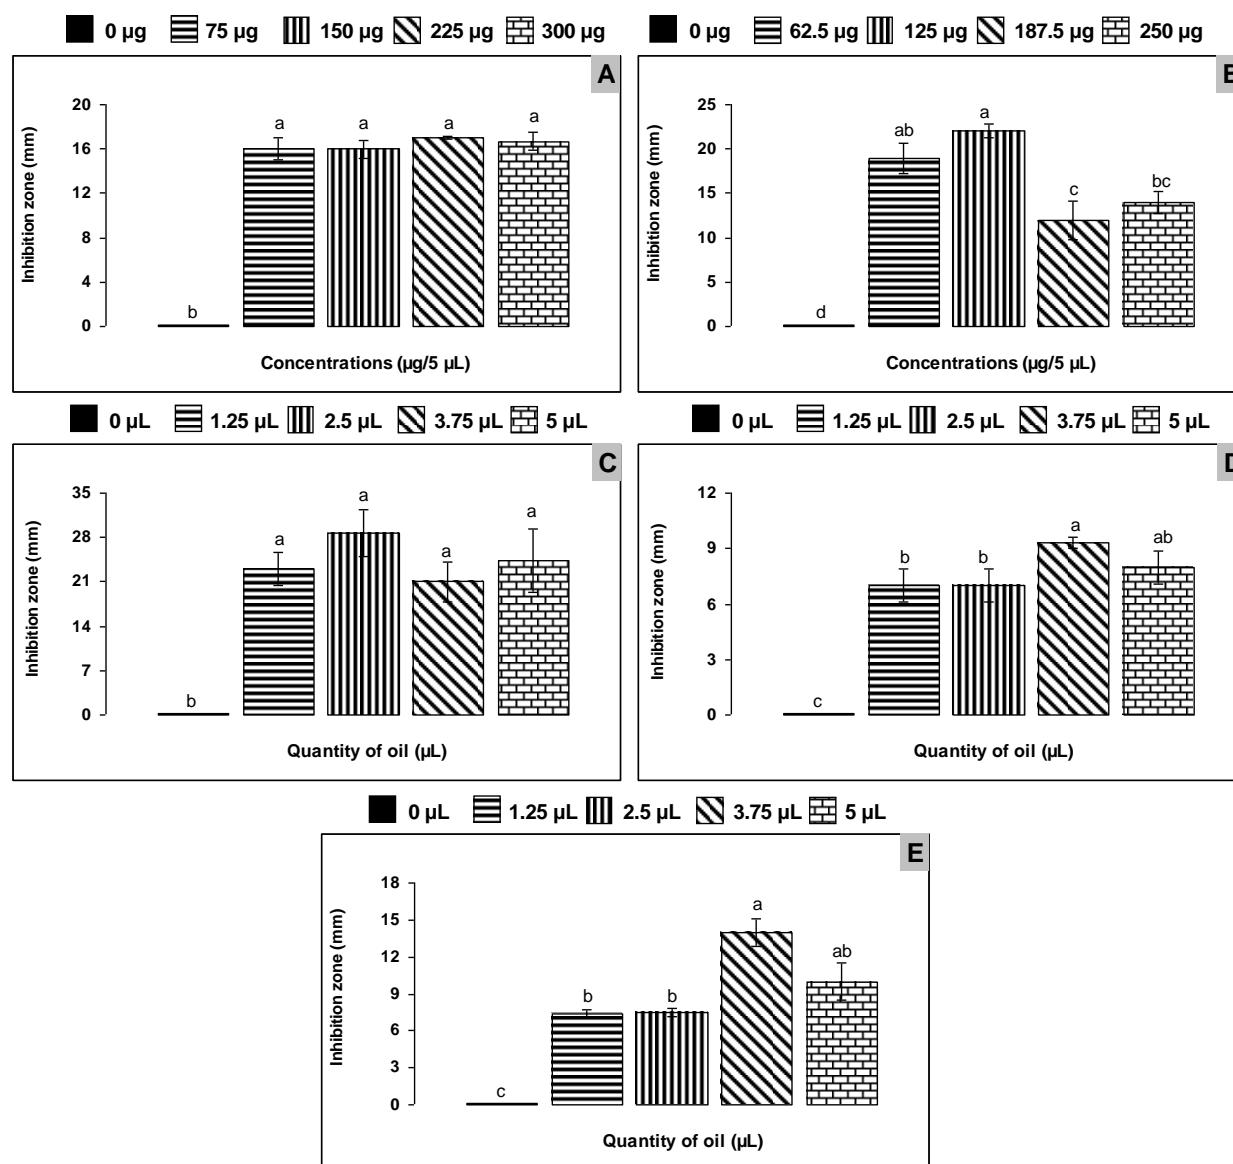 0 µg 75 µg 150 µg 225 µg 300 µg
A
Inhibition zone (mm)
20
16
12
8
4
0
b
a
a
a
a
Concentrations (µg/5 µL)
0 µg 62.5 µg 125 µg 187.5 µg 250 µg
B
Inhibition zone (mm)
25
20
15
10
5
0
d
ab
a
c
bc
Concentrations (µg/5 µL)
0 µL 1.25 µL 2.5 µL 3.75 µL 5 µL
C
Inhibition zone (mm)
35
28
21
14
7
0
b
a
a
a
a
Quantity of oil (µL)
0 µL 1.25 µL 2.5 µL 3.75 µL 5 µL
D
Inhibition zone (mm)
12
9
6
3
0
c
b
b
a
ab
Quantity of oil (µL)
0 µL 1.25 µL 2.5 µL 3.75 µL 5 µL
E
Inhibition zone (mm)
18
15
12
9
6
3
0
c
b
b
a
ab
Quantity of oil (µL)